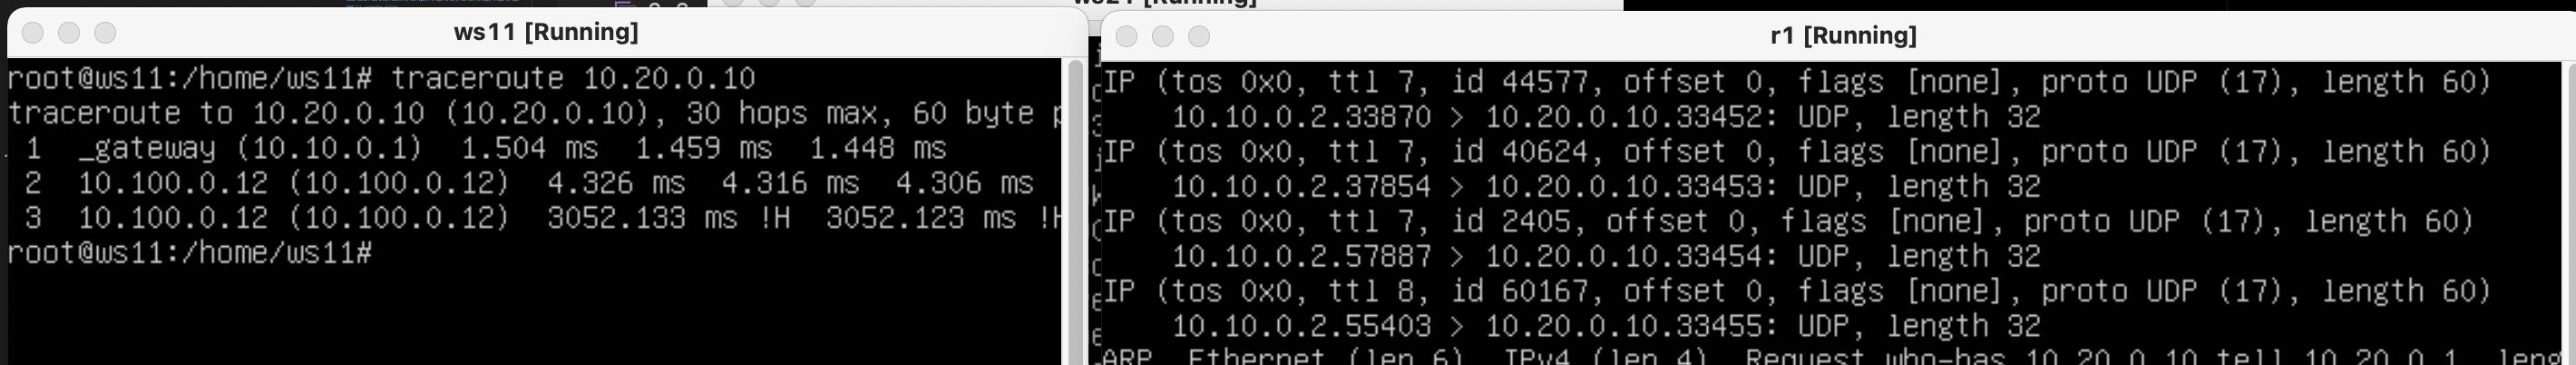 ws11 [Running]
root@ws11:/home/ws11# traceroute 10.20.0.10
traceroute to 10.20.0.10 (10.20.0.10), 30 hops max, 60 byte
1 _gateway (10.10.0.1) 1.504 ms 1.459 ms 1.448 ms
2 10.100.0.12 (10.100.0.12) 4.326 ms 4.316 ms 4.306 ms
3 10.100.0.12 (10.100.0.12) 3052.133 ms !H 3052.123 ms !H
root@ws11:/home/ws11#
[Running]
r1 [Running]
IP (tos 0x0, ttl 7, id 44577, offset 0, flags [none], proto UDP (17), length 60)
10.10.0.2.33870 > 10.20.0.10.33452: UDP, length 32
IP (tos 0x0, ttl 7, id 40624, offset 0, flags [none], proto UDP (17), length 60)
10.10.0.2.37854 > 10.20.0.10.33453: UDP, length 32
IP (tos 0x0, ttl 7, id 2405, offset 0, flags [none], proto UDP (17), length 60)
10.10.0.2.57887 > 10.20.0.10.33454: UDP, length 32
IP (tos 0x0, ttl 8, id 60167, offset 0, flags [none], proto UDP (17), length 60)
10.10.0.2.55403 > 10.20.0.10.33455: UDP, length 32
ARP, Ethernet (len 6), IPv4 (len 4), Request who-has 10.20.0.10 tell 10.20.0.1, leng